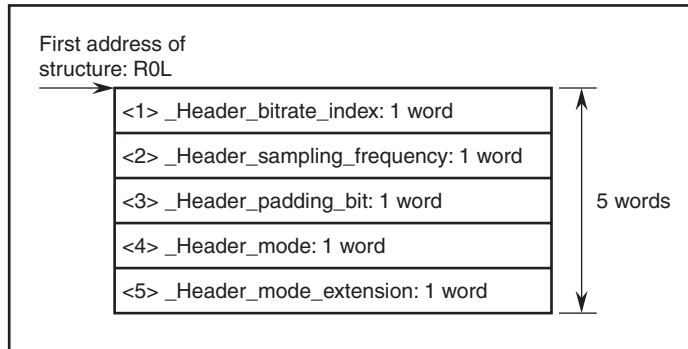 First address of
structure: R0L
<1> _Header_bitrate_index: 1 word
<2> _Header_sampling_frequency: 1 word
<3> _Header_padding_bit: 1 word
<4> _Header_mode: 1 word
<5> _Header_mode_extension: 1 word
5 words